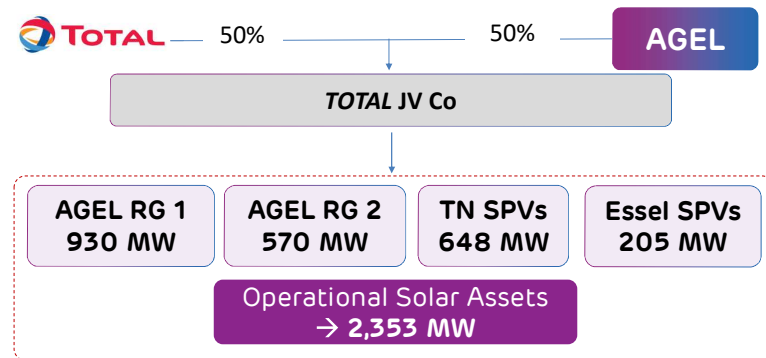 TOTAL 50% 50% AGEL
TOTAL JV Co
AGEL RG 1
930 MW
AGEL RG 2
570 MW
TN SPVs
648 MW
Essel SPVs
205 MW
Operational Solar Assets
→ 2,353 MW